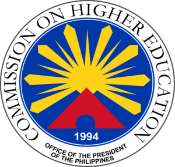 COMMISSION ON HIGHER EDUCATION
1994
OFFICE OF THE PRESIDENT
OF THE PHILIPPINES